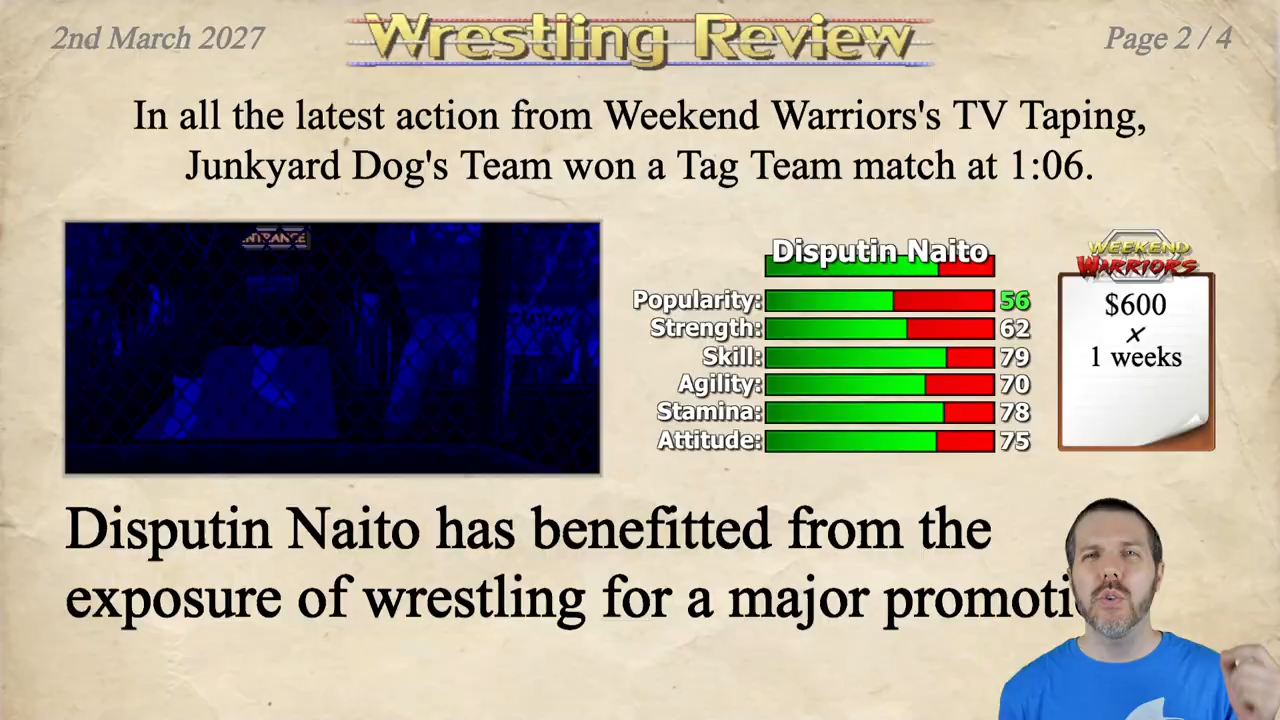 2nd March 2027
Wrestling Review
Page 2 / 4
In all the latest action from Weekend Warriors's TV Taping,
Junkyard Dog's Team won a Tag Team match at 1:06.
ENTRANCE
Disputin Naito
Popularity: 56
Strength: 62
Skill: 79
Agility: 70
Stamina: 78
Attitude: 75
WEEKEND
WARRIORS
$600
×
1 weeks
Disputin Naito has benefitted from the
exposure of wrestling for a major